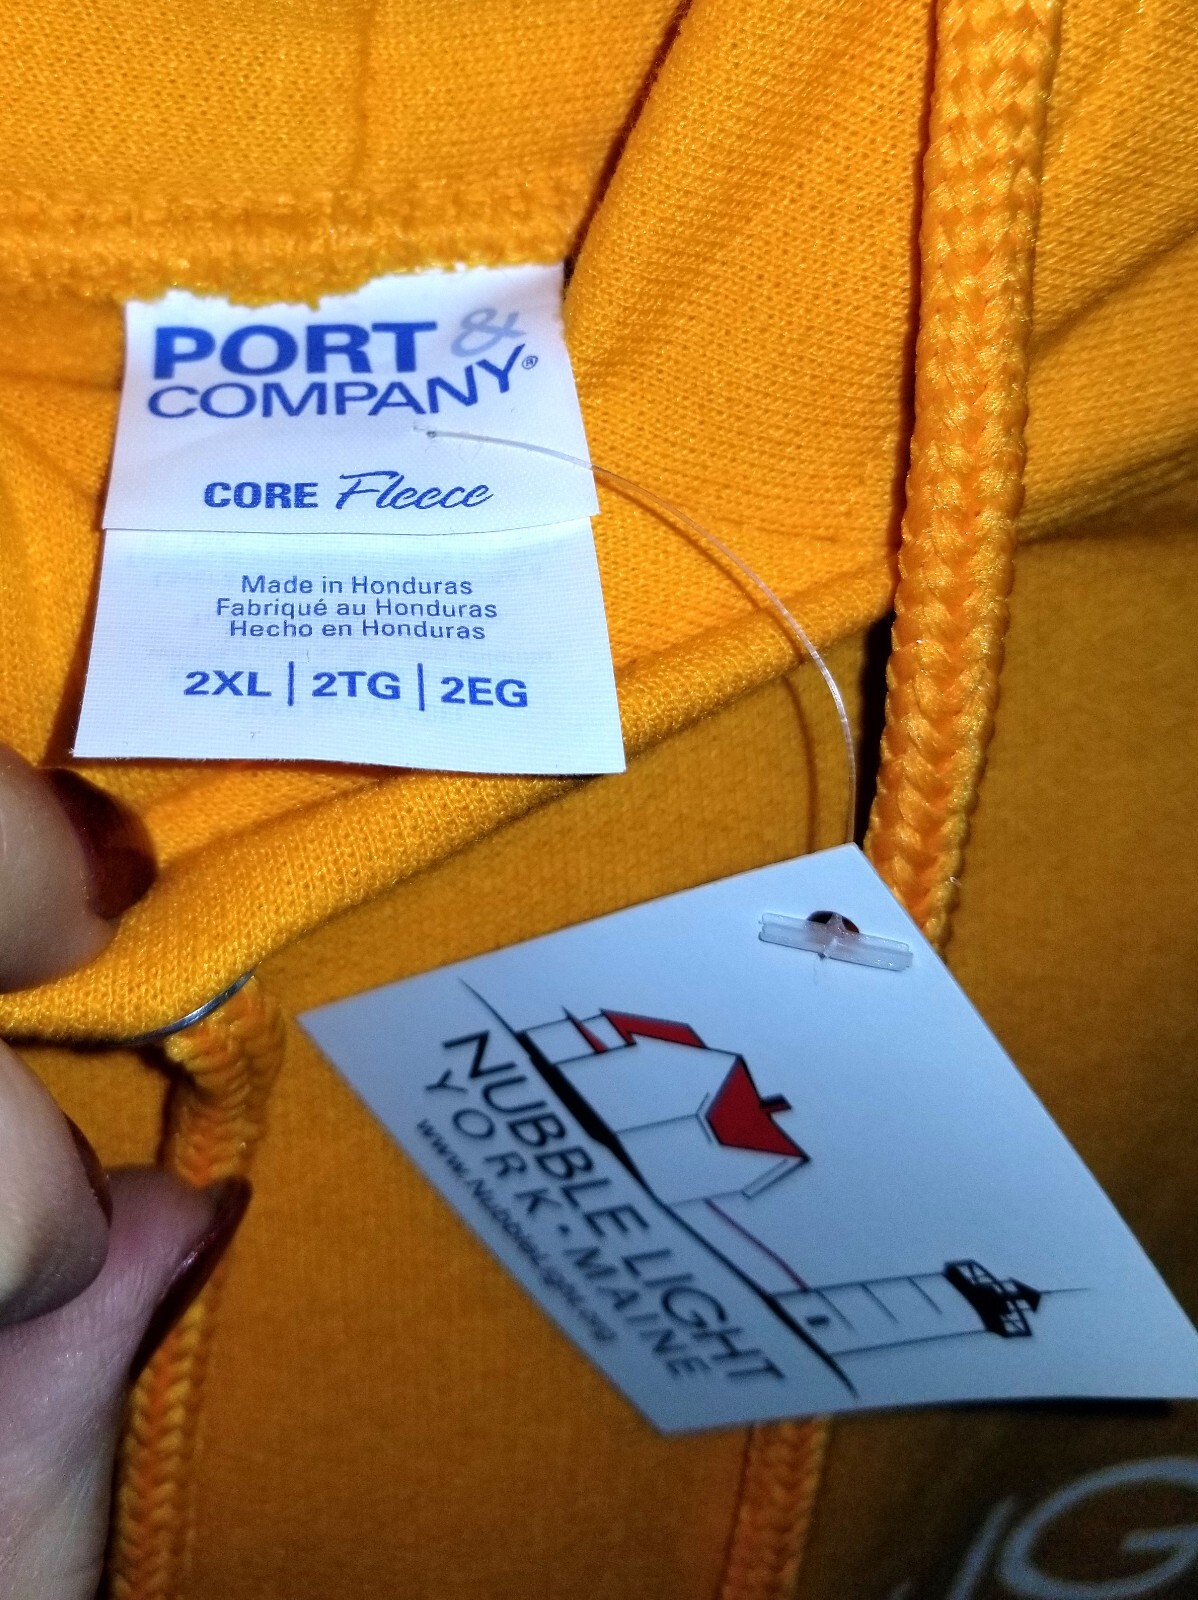 PORT &
COMPANY®
CORE Fleece
Made in Honduras
Fabriqué au Honduras
Hecho en Honduras
2XL | 2TG | 2EG
NUBBLE LIGHT
YORK • MAINE
www.NubbleLight.org